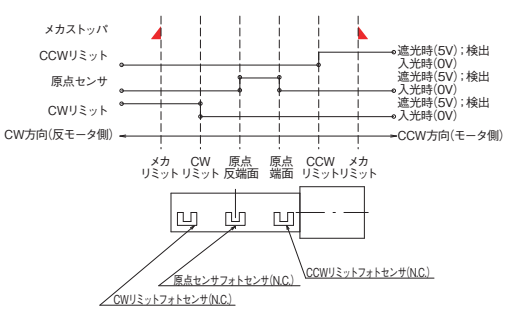 メカストッパ
CCWリミット
遮光時(5V);検出
入光時(0V)
原点センサ
遮光時(5V);検出
入光時(0V)
CWリミット
遮光時(5V);検出
入光時(0V)
CW方向(反モータ側)
CCW方向(モータ側)
メカ
リミット
CW
リミット
原点
反端面
原点
端面
CCW
リミット
メカ
リミット
原点センサフォトセンサ(N.C.)
CCWリミットフォトセンサ(N.C.)
CWリミットフォトセンサ(N.C.)